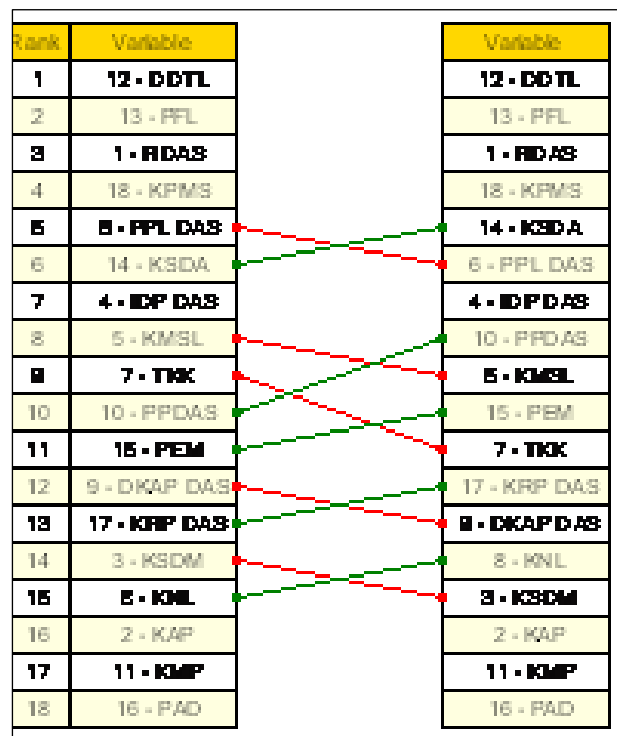 Rank Variable Variable
1 12 - DDTL 12 - DDTL
2 13 - PFL 13 - PFL
3 1 - RDAS 1 - RDAS
4 18 - KPMS 18 - KPMS
5 6 - PPL DAS 14 - KSDA
6 14 - KSDA 6 - PPL DAS
7 4 - IDP DAS 4 - IDP DAS
8 5 - KMSL 10 - PPDAS
9 7 - TKK 5 - KMSL
10 10 - PPDAS 15 - PEM
11 15 - PEM 7 - TKK
12 9 - DKAP DAS 17 - KRP DAS
13 17 - KRP DAS 9 - DKAP DAS
14 3 - KSDM 8 - KNL
15 8 - KNL 3 - KSDM
16 2 - KAP 2 - KAP
17 11 - KMP 11 - KMP
18 16 - PAD 16 - PAD